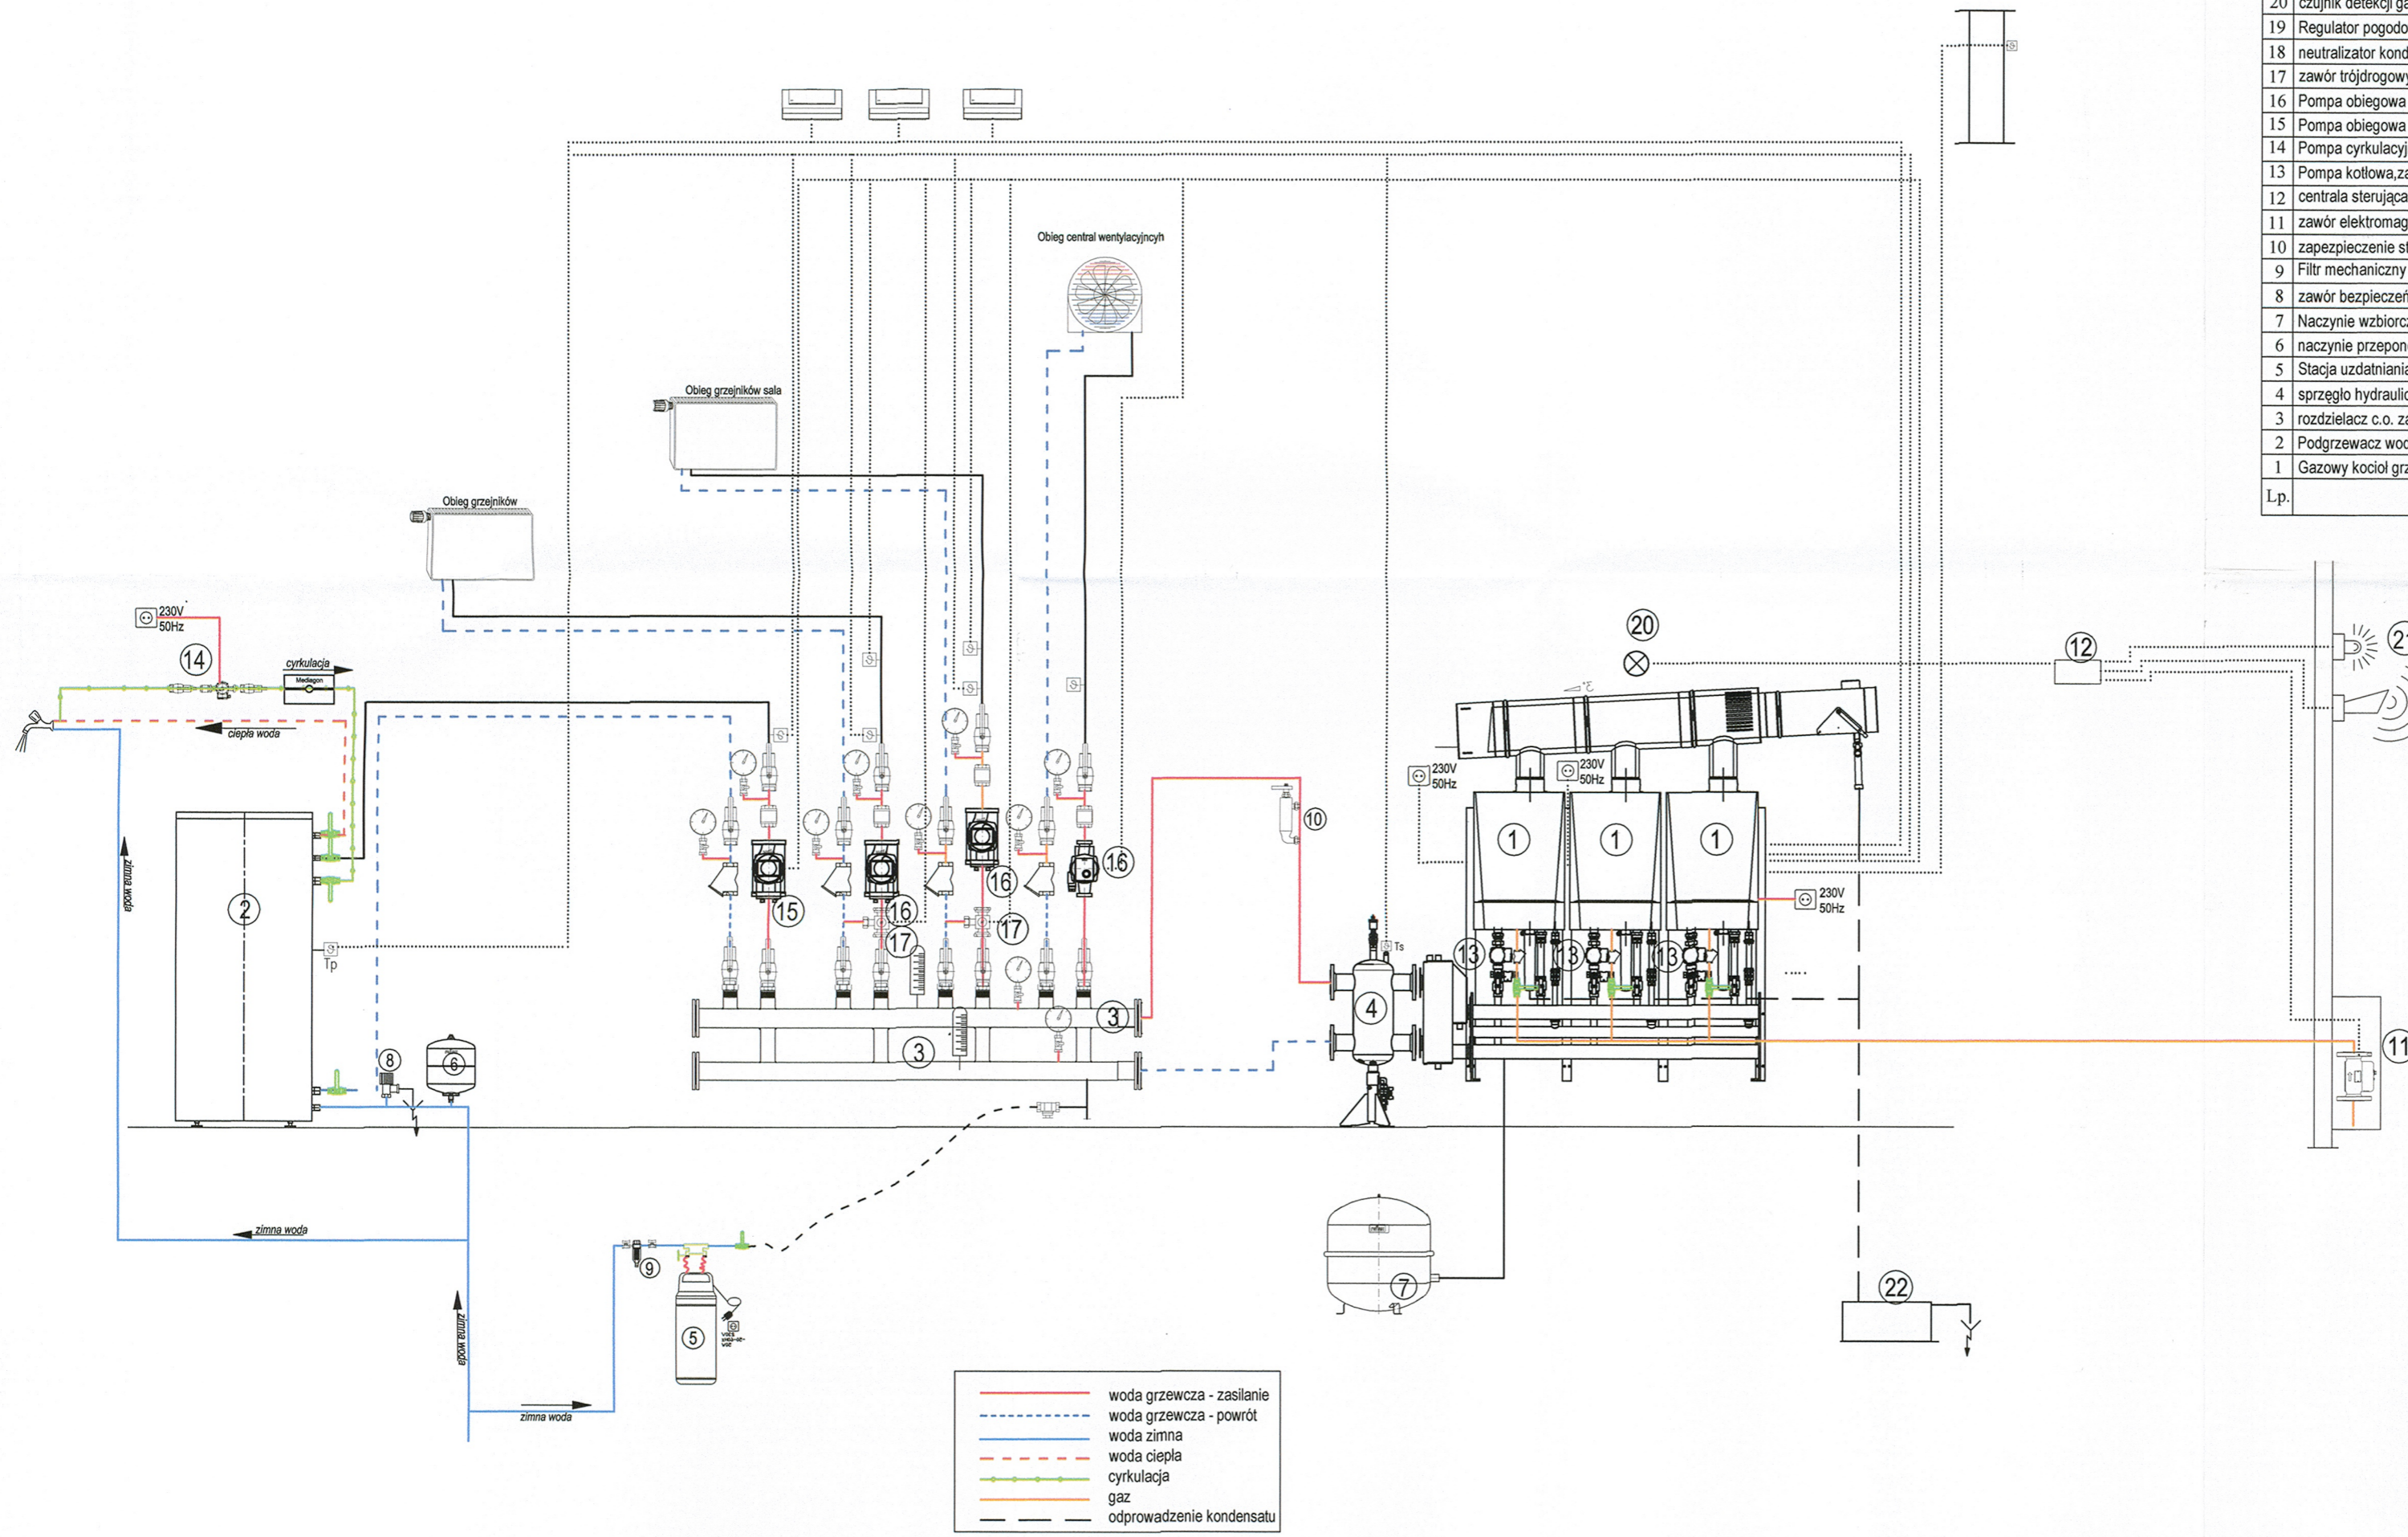 20 czujnik detekcji ga
19 Regulator pogodo
18 neutralizator kond
17 zawór trójdrogowy
16 Pompa obiegowa
15 Pompa obiegowa
14 Pompa cyrkulacyj
13 Pompa kotłowa,za
12 centrala sterująca
11 zawór elektromag
10 zapezpieczenie st
9 Filtr mechaniczny
8 zawór bezpieczeń
7 Naczynie wzbiorcz
6 naczynie przepon
5 Stacja uzdatniania
4 sprzęgło hydraulic
3 rozdzielacz c.o. za
2 Podgrzewacz wod
1 Gazowy kocioł grz
Lp.
Obieg central wentylacyjncyh
Obieg grzejników sala
Obieg grzejników
230V
50Hz
14
cyrkulacja
Mediagon
ciepła woda
20
12
21
3°
230V
50Hz
230V
50Hz
10
1
1
1
16
16
15
16
17
17
2
zimna woda
230V
50Hz
Tp
Ts
13
13
13
4
3
3
11
8
6
zimna woda
zimna woda
9
5
7
22
zimna woda
woda grzewcza - zasilanie
woda grzewcza - powrót
woda zimna
woda ciepła
cyrkulacja
gaz
odprowadzenie kondensatu